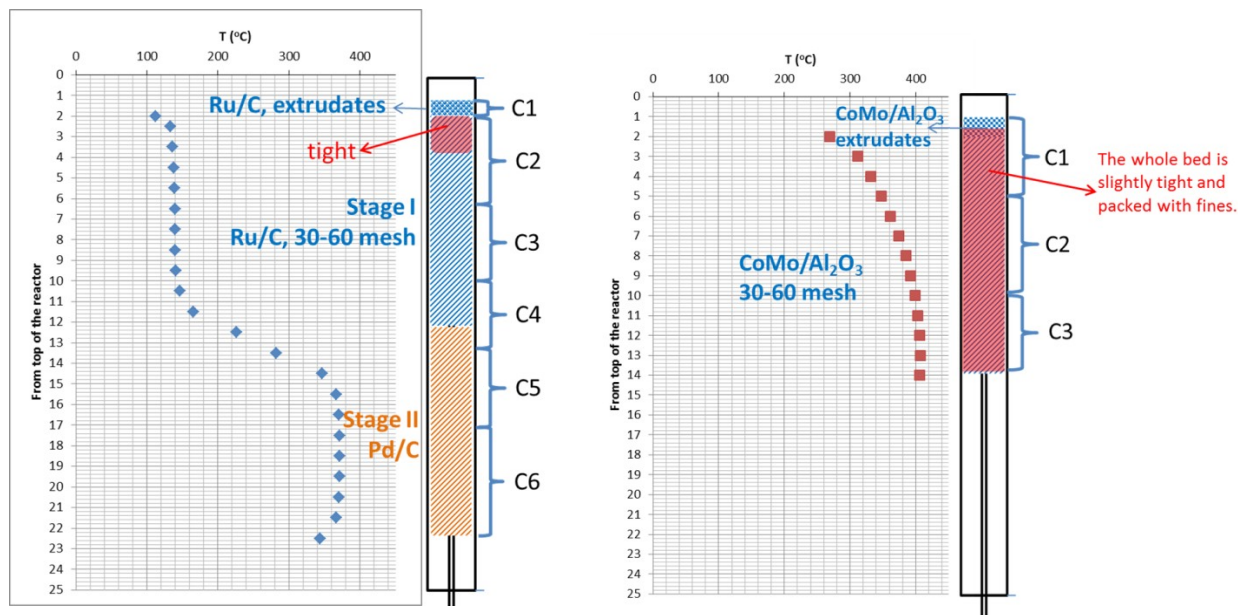 T (°C)
0 100 200 300 400
0
1
2
3
4
5
6
7
8
9
10
11
12
13
14
15
16
17
18
19
20
21
22
23
24
25
From top of the reactor
Ru/C, extrudates
tight
Stage I
Ru/C, 30-60 mesh
Stage II
Pd/C
C1
C2
C3
C4
C5
C6
T (°C)
0 100 200 300 400
0
1
2
3
4
5
6
7
8
9
10
11
12
13
14
15
16
17
18
19
20
21
22
23
24
25
From top of the reactor
CoMo/Al₂O₃
extrudates
CoMo/Al₂O₃
30-60 mesh
C1
C2
C3
The whole bed is
slightly tight and
packed with fines.